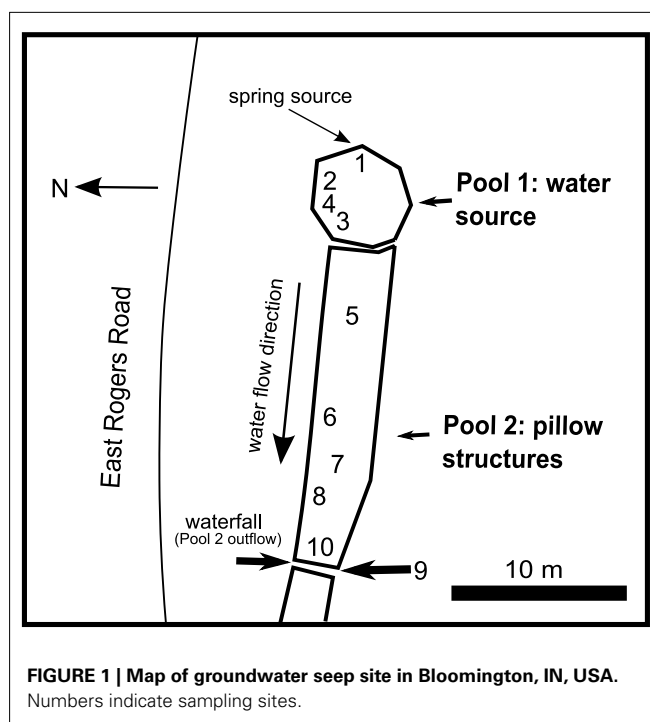 spring source
1
2
4
3
N
Pool 1: water
source
5
water flow direction
East Rogers Road
6
Pool 2: pillow
structures
7
8
waterfall
(Pool 2 outflow)
10
9
10 m
FIGURE 1 | Map of groundwater seep site in Bloomington, IN, USA.
Numbers indicate sampling sites.